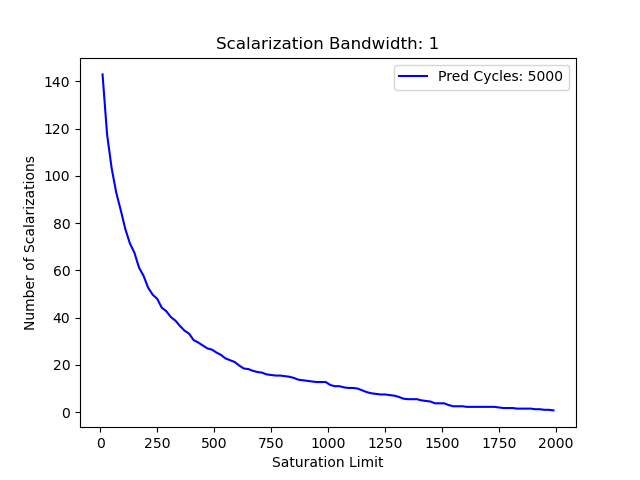 Scalarization Bandwidth: 1
Pred Cycles: 5000
Number of Scalarizations
140
120
100
80
60
40
20
0
0 250 500 750 1000 1250 1500 1750 2000
Saturation Limit